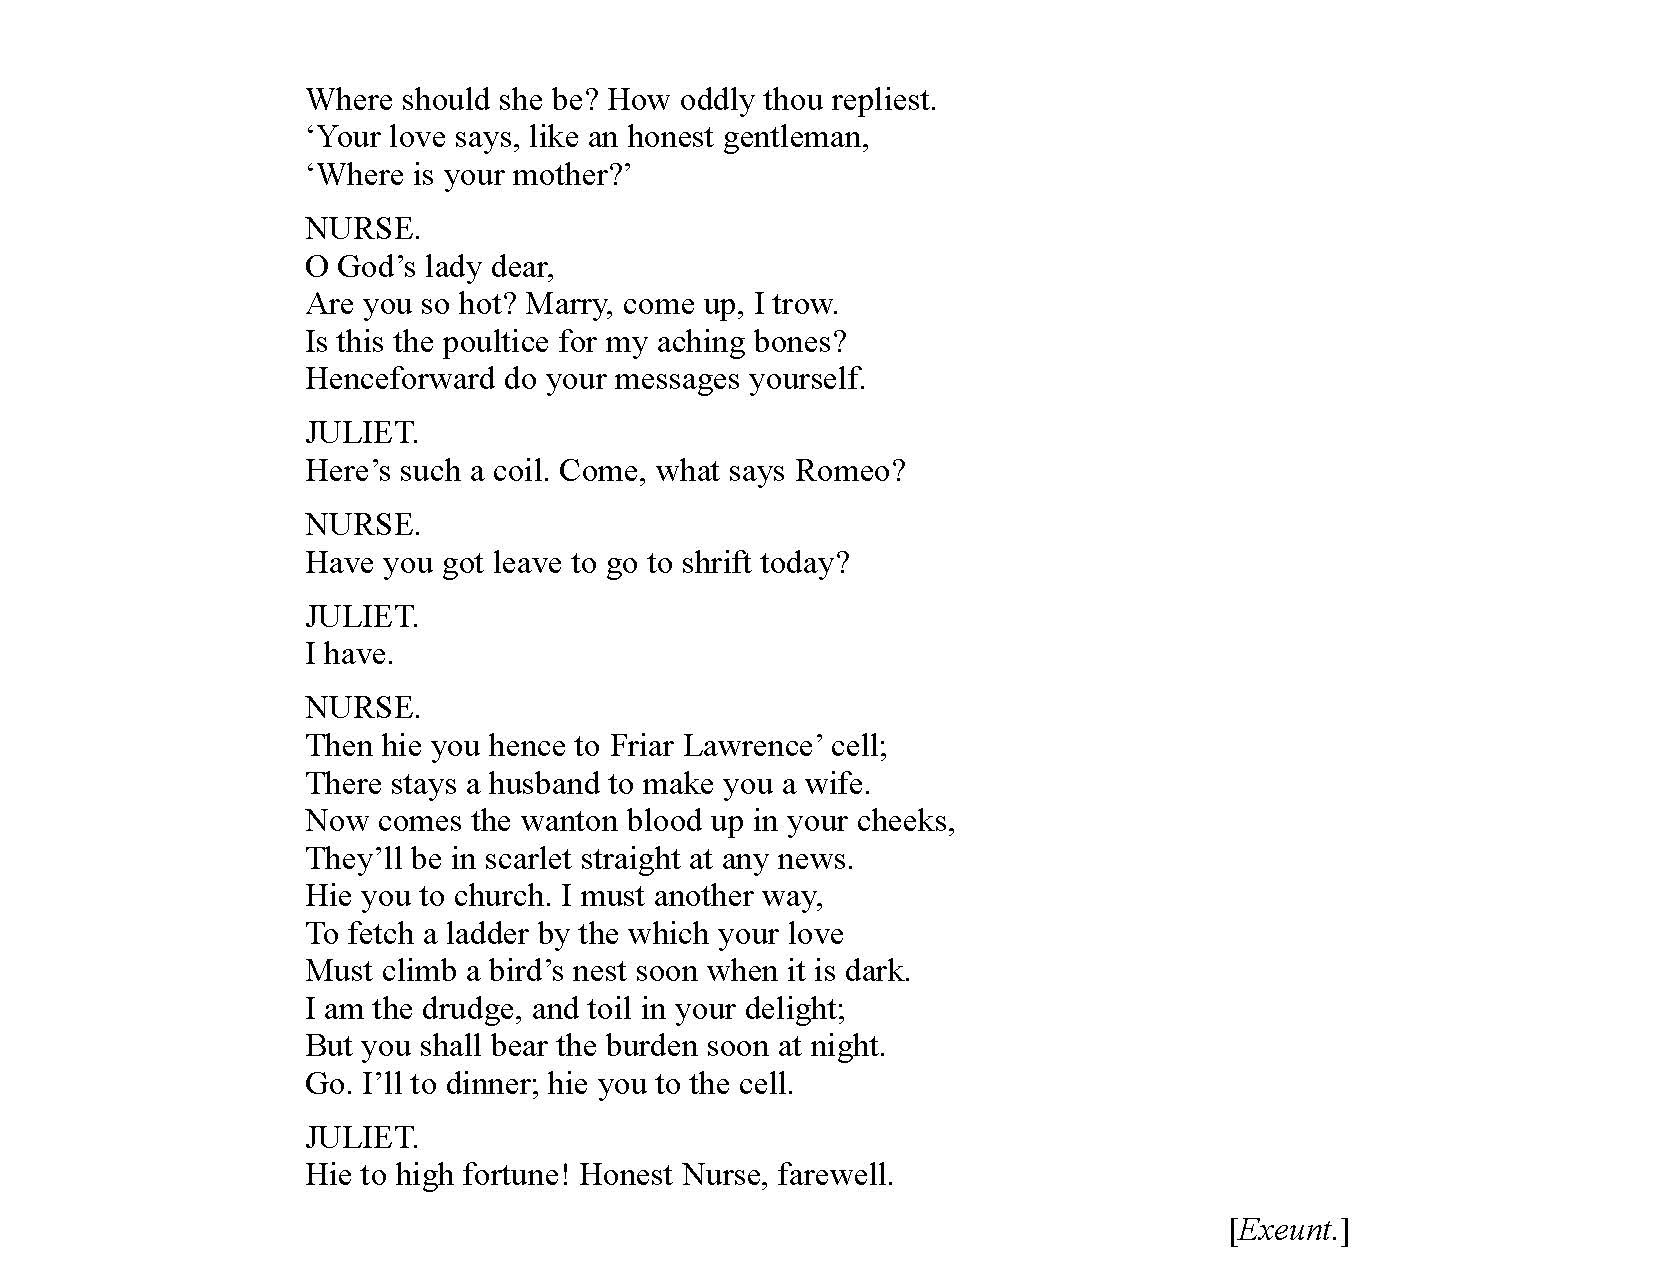 Where should she be? How oddly thou repliest.
‘Your love says, like an honest gentleman,
‘Where is your mother?’
NURSE.
O God’s lady dear,
Are you so hot? Marry, come up, I trow.
Is this the poultice for my aching bones?
Henceforward do your messages yourself.
JULIET.
Here’s such a coil. Come, what says Romeo?
NURSE.
Have you got leave to go to shrift today?
JULIET.
I have.
NURSE.
Then hie you hence to Friar Lawrence’ cell;
There stays a husband to make you a wife.
Now comes the wanton blood up in your cheeks,
They’ll be in scarlet straight at any news.
Hie you to church. I must another way,
To fetch a ladder by the which your love
Must climb a bird’s nest soon when it is dark.
I am the drudge, and toil in your delight;
But you shall bear the burden soon at night.
Go. I’ll to dinner; hie you to the cell.
JULIET.
Hie to high fortune! Honest Nurse, farewell.
[Exeunt.]